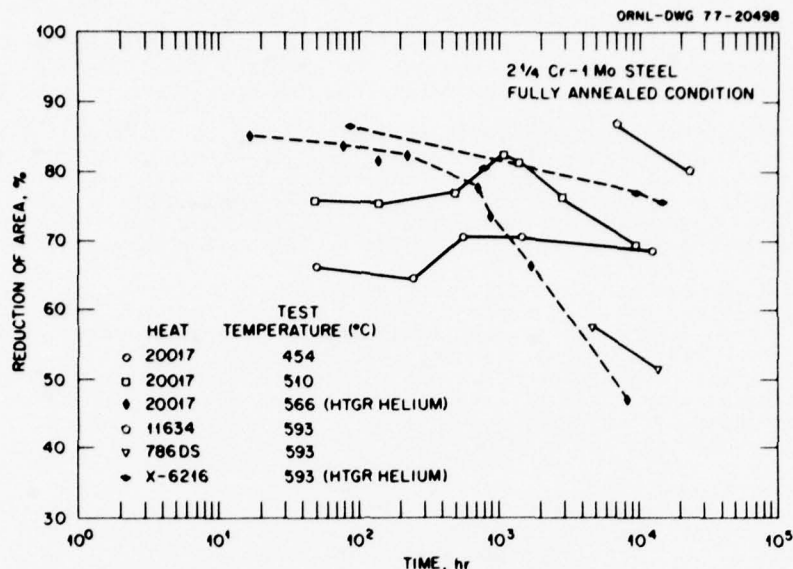 ORNL-DWG 77-20498
2 1/4 Cr-1 Mo STEEL
FULLY ANNEALED CONDITION
REDUCTION OF AREA, %
100
90
80
70
60
50
40
30
HEAT TEST TEMPERATURE (°C)
20017 454
20017 510
20017 566 (HTGR HELIUM)
11634 593
786DS 593
X-6216 593 (HTGR HELIUM)
10⁰ 10¹ 10² 10³ 10⁴ 10⁵
TIME, hr